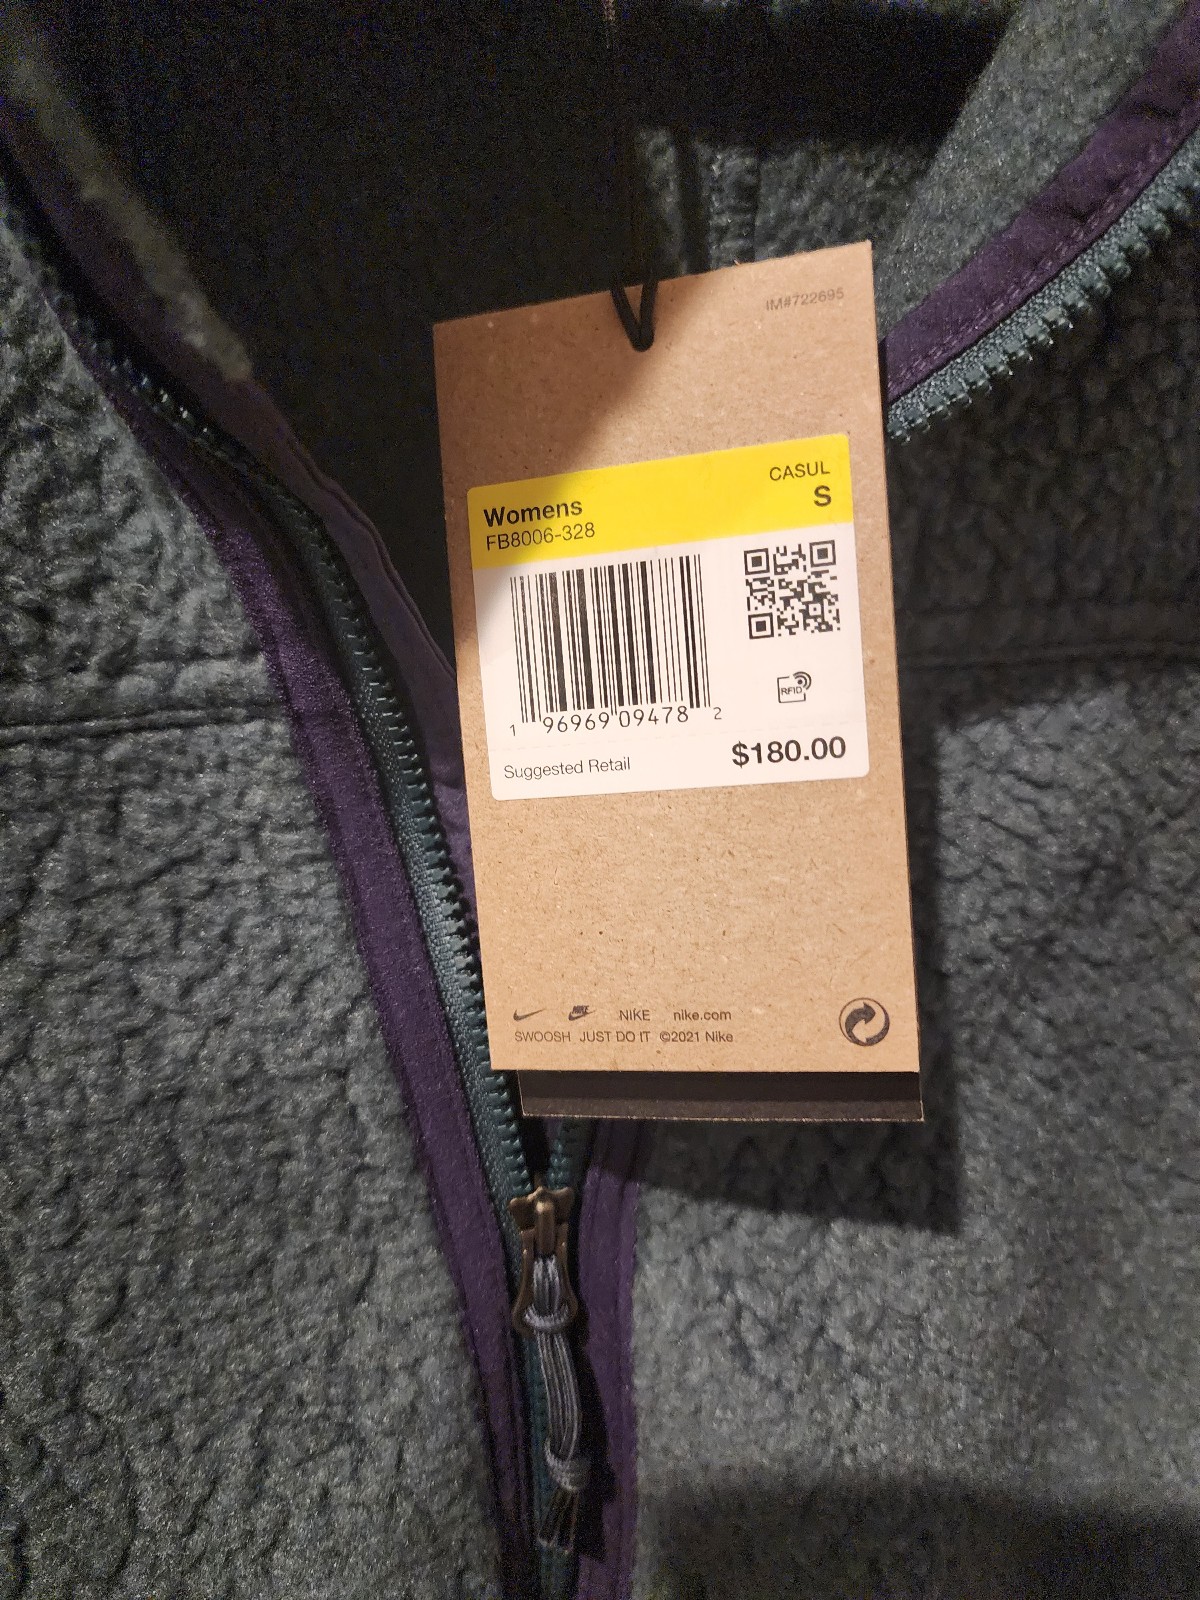 IM#722695
CASUL
Womens S
FB8006-328
1 96969 09478 2
RFID
Suggested Retail $180.00
NIKE NIKE nike.com
SWOOSH JUST DO IT ©2021 Nike